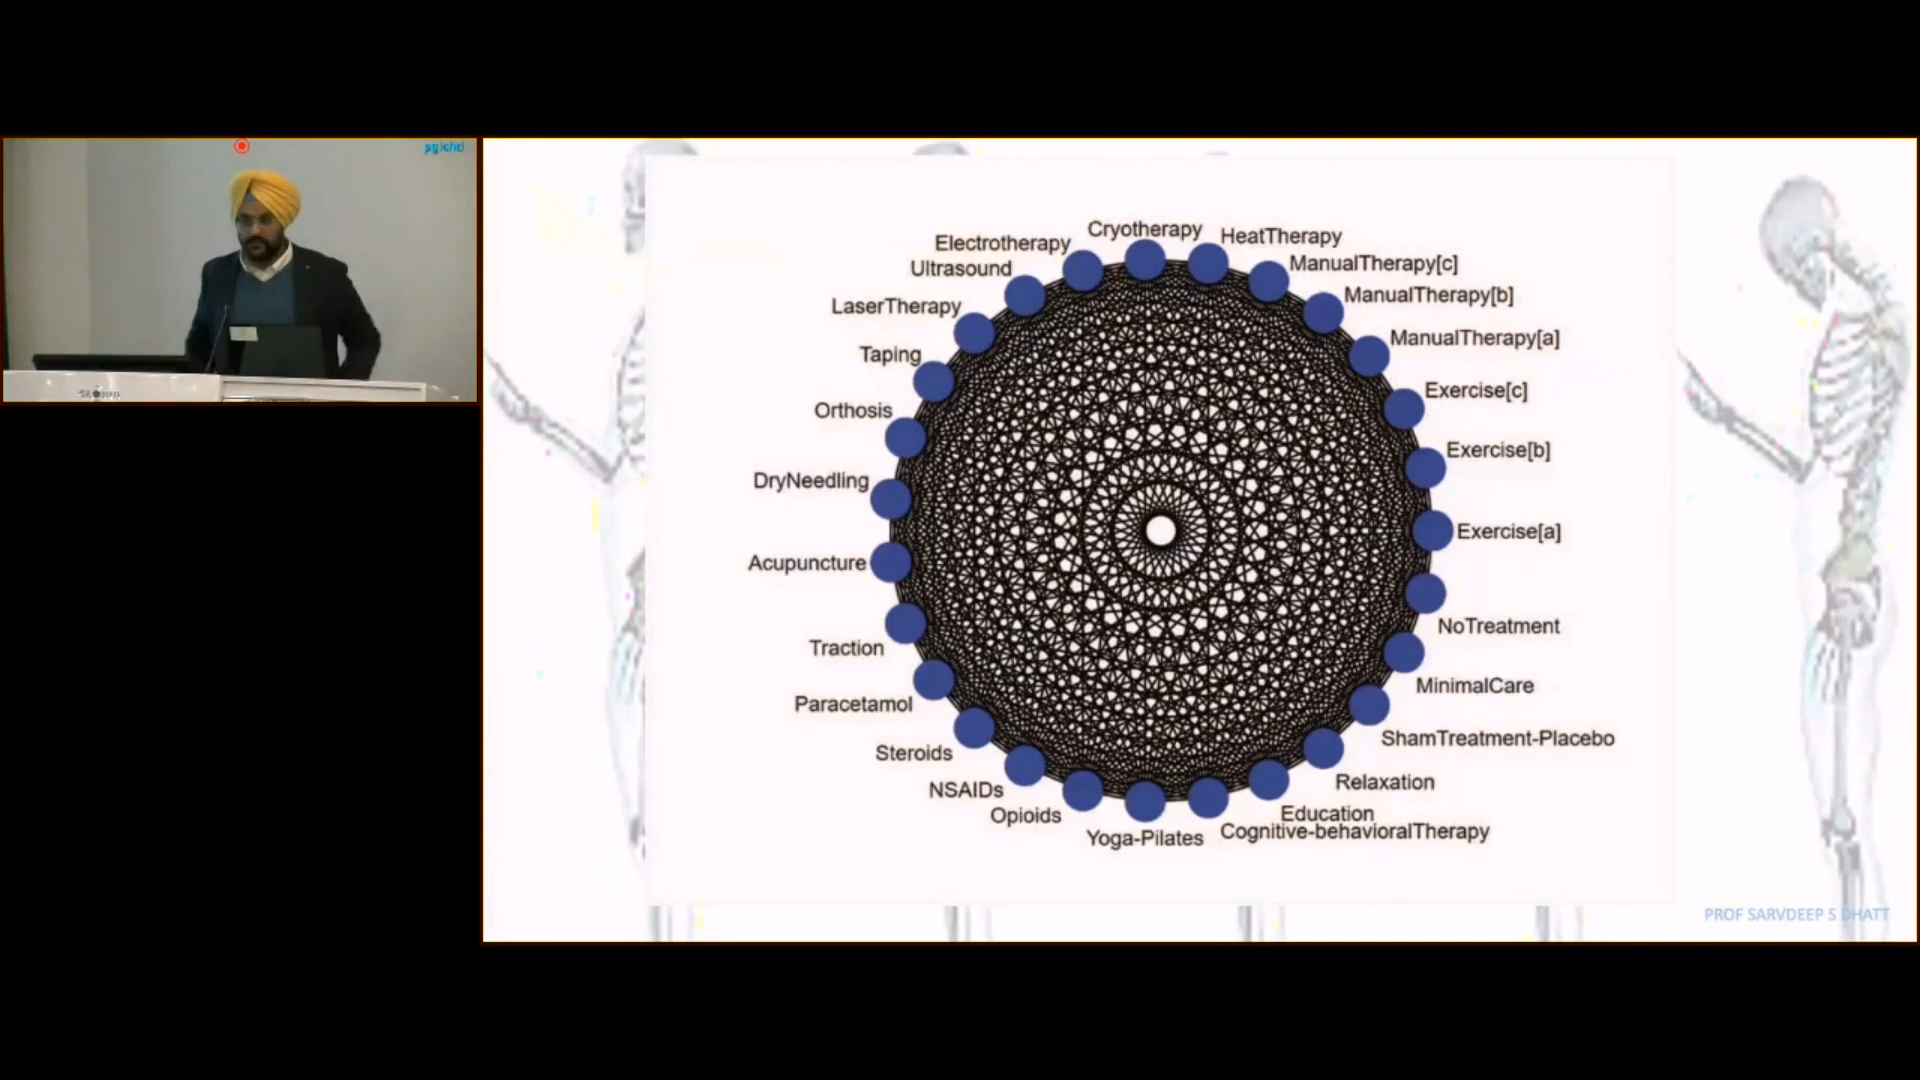 pgichd
Cryotherapy
HeatTherapy
Electrotherapy
ManualTherapy[c]
Ultrasound
ManualTherapy[b]
LaserTherapy
ManualTherapy[a]
Taping
Exercise[c]
Orthosis
Exercise[b]
DryNeedling
Exercise[a]
Acupuncture
NoTreatment
Traction
MinimalCare
Paracetamol
ShamTreatment-Placebo
Steroids
Relaxation
NSAIDs
Education
Opioids
Cognitive-behavioralTherapy
Yoga-Pilates
PROF SARVDEEP S DHATT